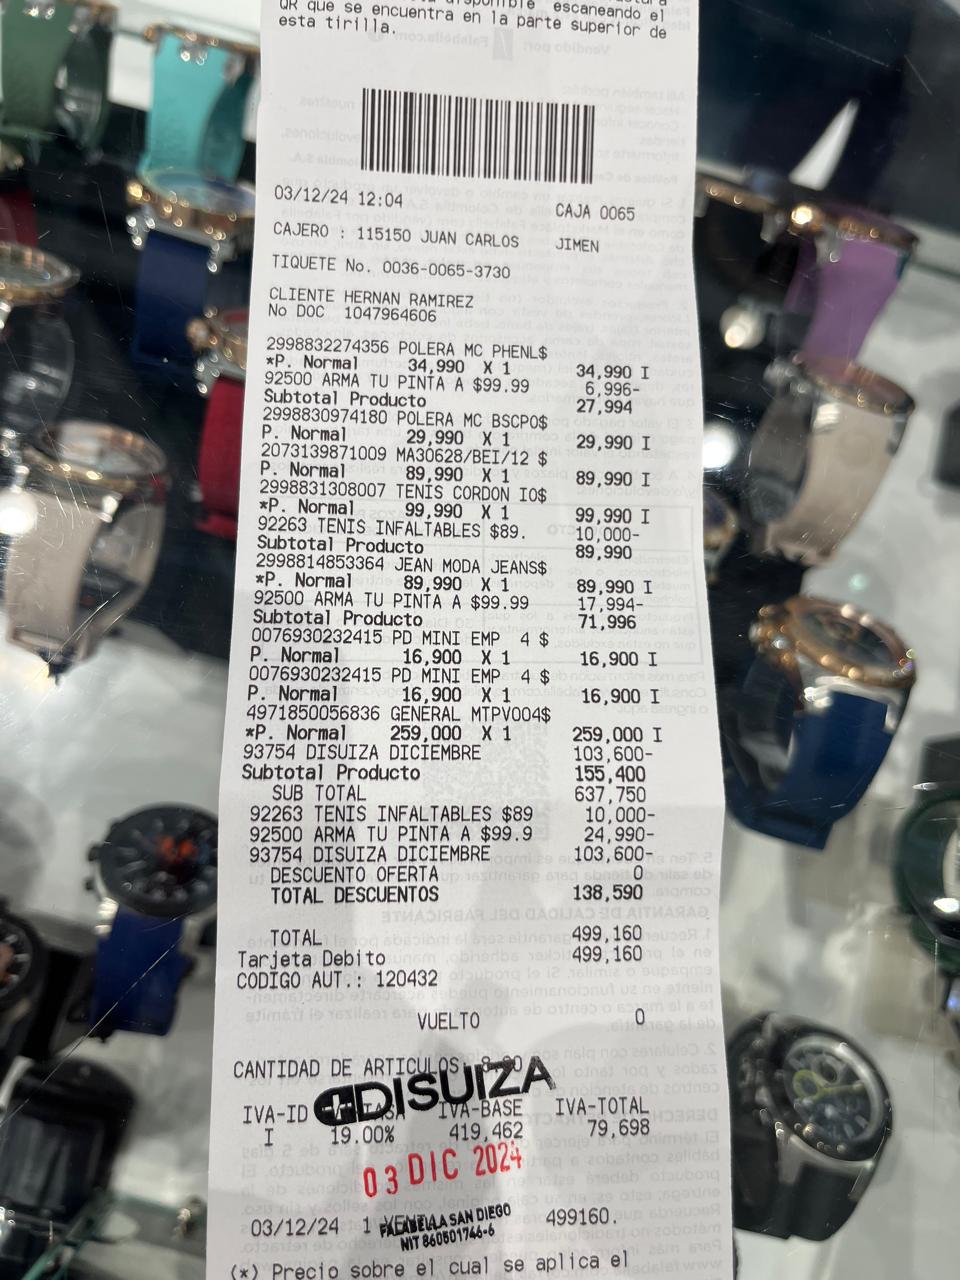 escaneando el
QR que se encuentra en la parte superior de
esta tirilla.
03/12/24 12:04 CAJA 0065
CAJERO : 115150 JUAN CARLOS JIMEN
TIQUETE No. 0036-0065-3730
CLIENTE HERNAN RAMIREZ
No DOC 1047964606
2998832274356 POLERA MC PHENL$
*P. Normal 34,990 X 1 34,990 I
92500 ARMA TU PINTA A $99.99 6,996-
Subtotal Producto 27,994
2998830974180 POLERA MC BSCPO$
P. Normal 29,990 X 1 29,990 I
2073139871009 MA30628/BEI/12 $
P. Normal 89,990 X 1 89,990 I
2998831308007 TENIS CORDON IO$
*P. Normal 99,990 X 1 99,990 I
92263 TENIS INFALTABLES $89. 10,000-
Subtotal Producto 89,990
2998814853364 JEAN MODA JEANS$
*P. Normal 89,990 X 1 89,990 I
92500 ARMA TU PINTA A $99.99 17,994-
Subtotal Producto 71,996
0076930232415 PD MINI EMP 4 $
P. Normal 16,900 X 1 16,900 I
0076930232415 PD MINI EMP 4 $
P. Normal 16,900 X 1 16,900 I
4971850056836 GENERAL MTPV004$
*P. Normal 259,000 X 1 259,000 I
93754 DISUIZA DICIEMBRE 103,600-
Subtotal Producto 155,400
SUB TOTAL 637,750
92263 TENIS INFALTABLES $89 10,000-
92500 ARMA TU PINTA A $99.9 24,990-
93754 DISUIZA DICIEMBRE 103,600-
DESCUENTO OFERTA 0
TOTAL DESCUENTOS 138,590
TOTAL 499,160
Tarjeta Debito 499,160
CODIGO AUT.: 120432
VUELTO 0
CANTIDAD DE ARTICULOS:
DISUIZA
IVA-ID IVA-BASE IVA-TOTAL
I 19.00% 419,462 79,698
03 DIC 2024
03/12/24 1 499160.
FALABELLA SAN DIEGO
NIT 860501746-6
(*) Precio sobre el cual se aplica el